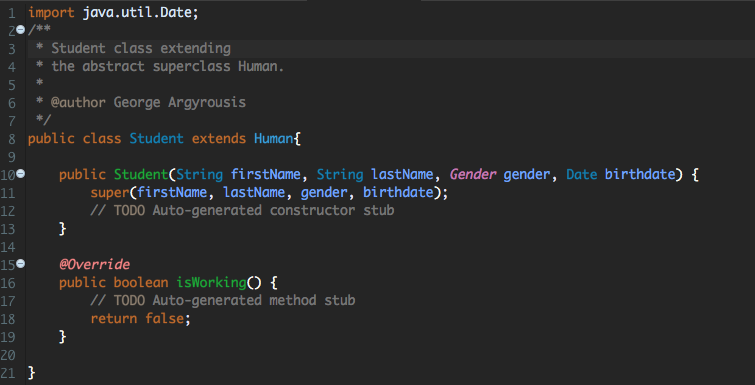 1 import java.util.Date;
2 /**
3  * Student class extending
4  * the abstract superclass Human.
5  *
6  * @author George Argyrousis
7  */
8 public class Student extends Human{
9
10     public Student(String firstName, String lastName, Gender gender, Date birthdate) {
11         super(firstName, lastName, gender, birthdate);
12         // TODO Auto-generated constructor stub
13     }
14
15     @Override
16     public boolean isWorking() {
17         // TODO Auto-generated method stub
18         return false;
19     }
20
21 }